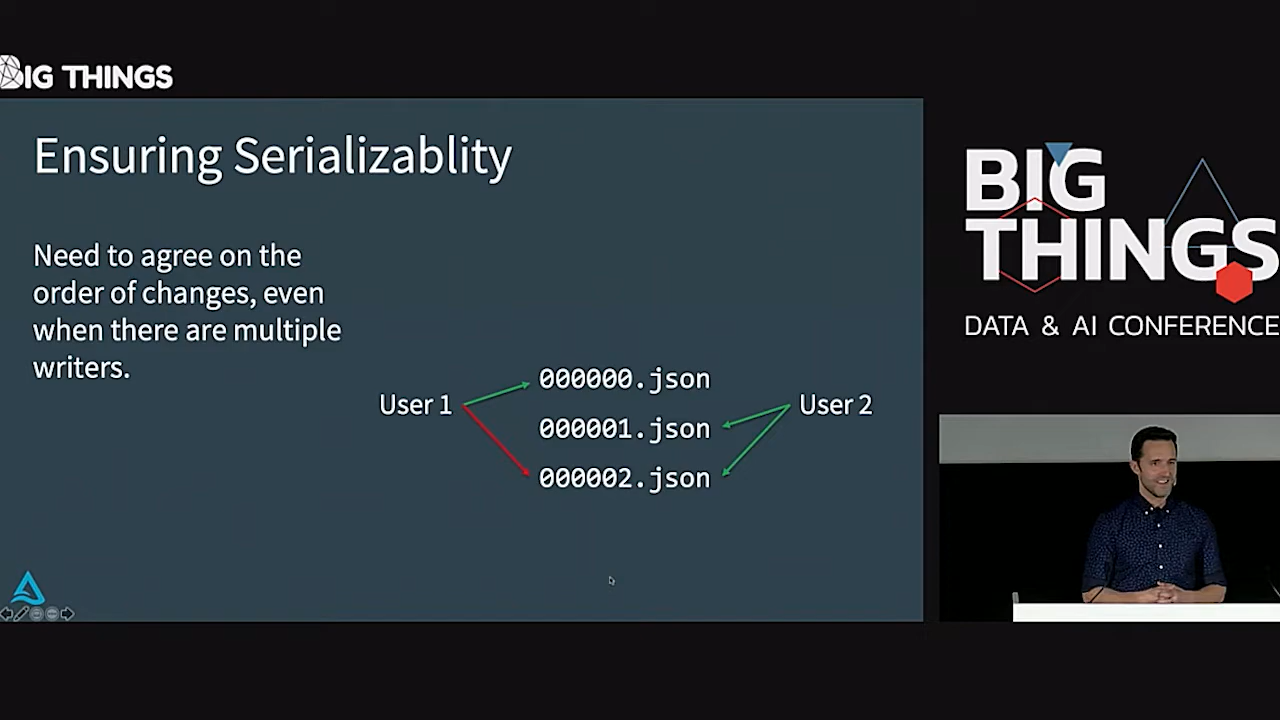 BIG THINGS
Ensuring Serializablity
Need to agree on the
order of changes, even
when there are multiple
writers.
User 1
000000.json
000001.json
000002.json
User 2
BIG
THINGS
DATA & AI CONFERENCE